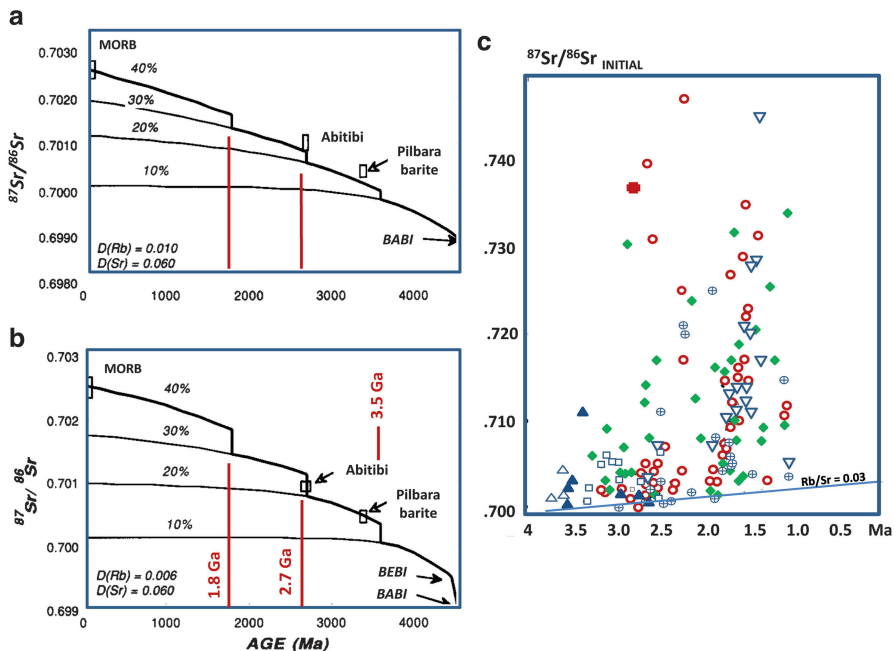 a
0.7030
0.7020
0.7010
0.7000
0.6990
0.6980
87Sr/86Sr
MORB
40%
30%
20%
10%
Abitibi
Pilbara
barite
BABI
D(Rb) = 0.010
D(Sr) = 0.060
0 1000 2000 3000 4000
b
0.703
0.702
0.701
0.700
0.699
87Sr/ 86Sr
MORB
40%
30%
20%
10%
3.5 Ga
Abitibi
Pilbara
barite
BEBI
BABI
D(Rb) = 0.006
D(Sr) = 0.060
1.8 Ga
2.7 Ga
0 1000 2000 3000 4000
AGE (Ma)
c
87Sr/86Sr INITIAL
.740
.730
.720
.710
.700
Rb/Sr = 0.03
4 3.5 3.0 2.5 2.0 1.5 1.0 0.5 Ma